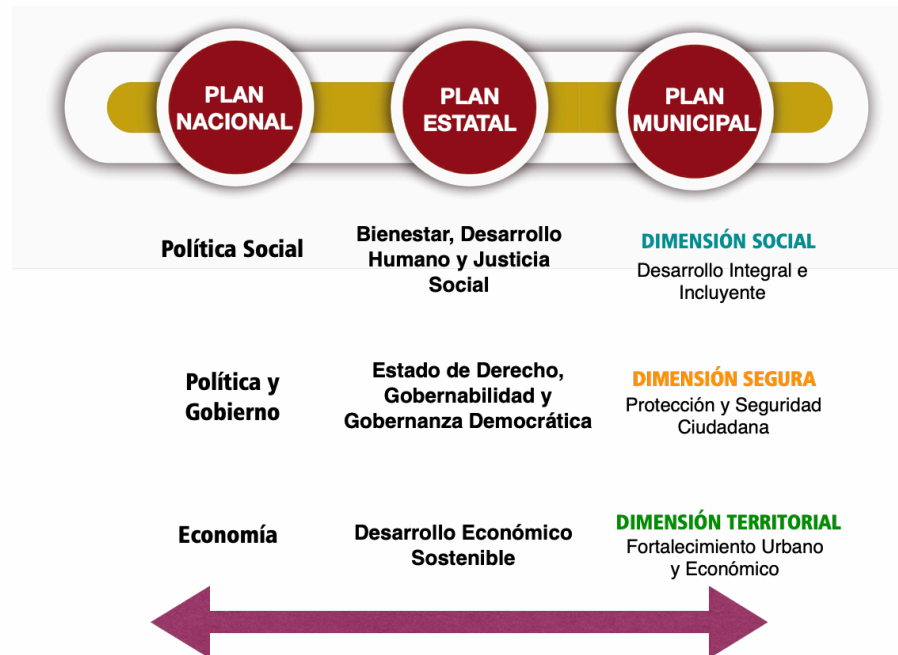 PLAN
NACIONAL
PLAN
ESTATAL
PLAN
MUNICIPAL
Política Social
Bienestar, Desarrollo
Humano y Justicia
Social
DIMENSIÓN SOCIAL
Desarrollo Integral e
Incluyente
Política y
Gobierno
Estado de Derecho,
Gobernabilidad y
Gobernanza Democrática
DIMENSIÓN SEGURA
Protección y Seguridad
Ciudadana
Economía
Desarrollo Económico
Sostenible
DIMENSIÓN TERRITORIAL
Fortalecimiento Urbano
y Económico